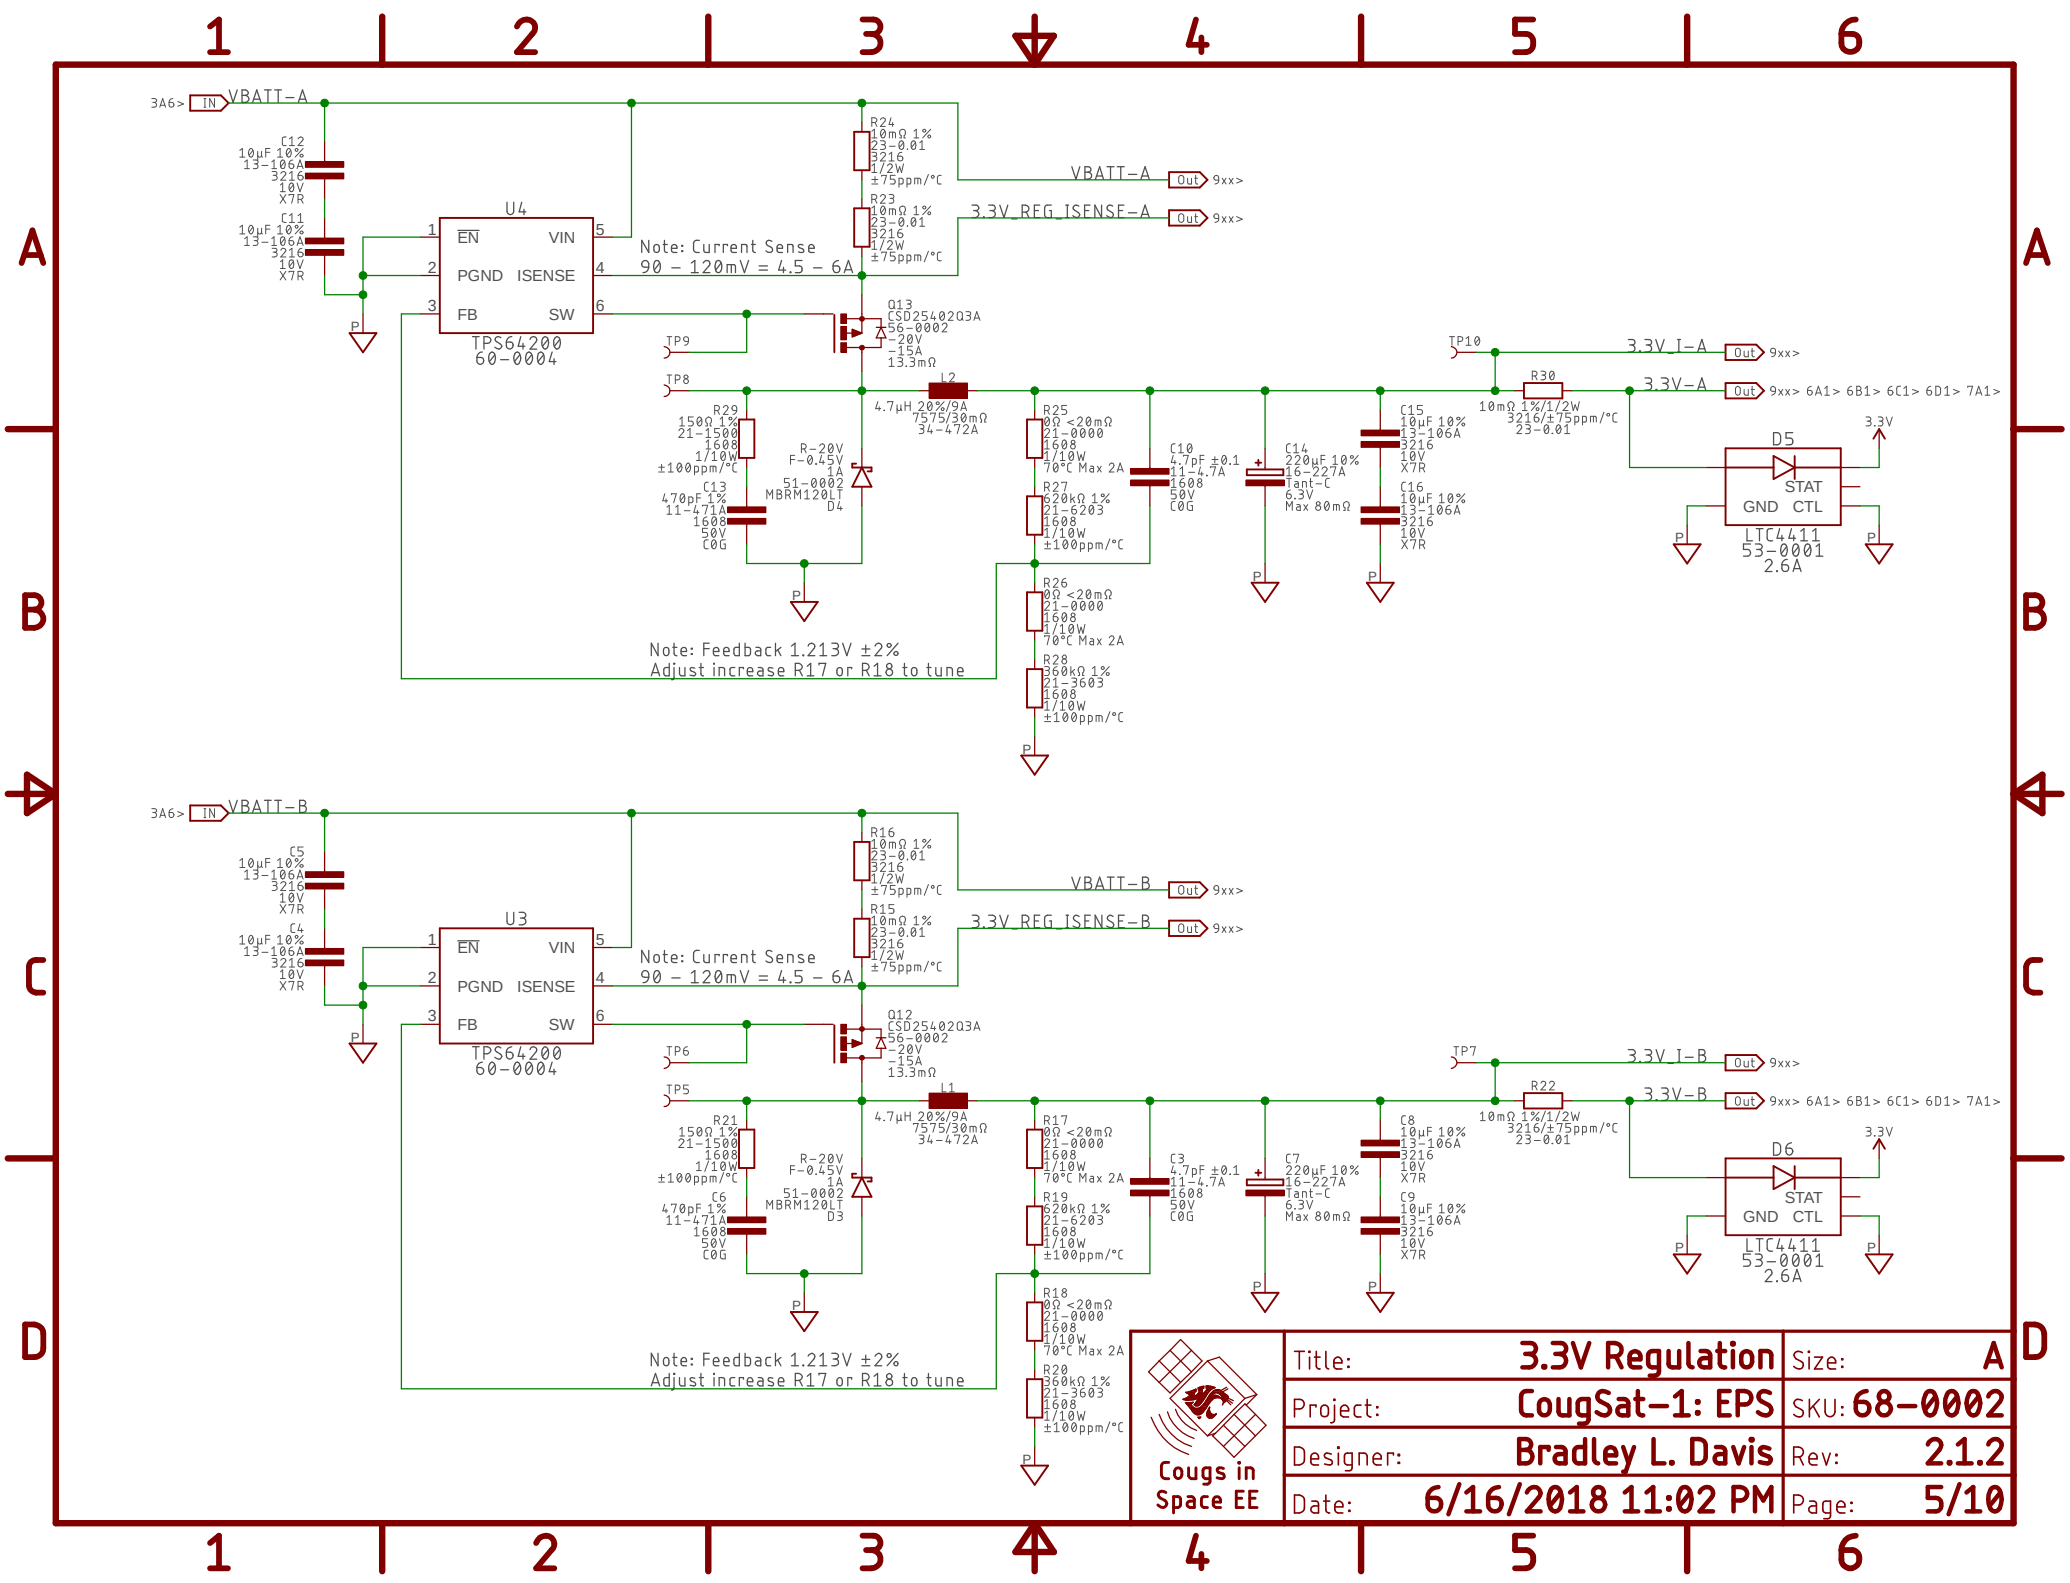 1 2 3 4 5 6
A A
B B
C C
D D
3A6> IN VBATT-A
C12
10µF 10%
13-106A
3216
10V
X7R
C11
10µF 10%
13-106A
3216
10V
X7R
U4
1 EN VIN 5
2 PGND ISENSE 4
3 FB SW 6
TPS64200
60-0004
P
R24
10mΩ 1%
23-0.01
3216
1/2W
±75ppm/°C
R23
10mΩ 1%
23-0.01
3216
1/2W
±75ppm/°C
VBATT-A Out 9xx>
3.3V_REG_ISENSE-A Out 9xx>
Note: Current Sense
90 - 120mV = 4.5 - 6A
Q13
CSD25402Q3A
56-0002
-20V
-15A
13.3mΩ
TP9
TP8
L2
4.7µH 20%/9A
7575/30mΩ
34-472A
R29
150Ω 1%
21-1500
1608
1/10W
±100ppm/°C
C13
470pF 1%
11-471A
1608
50V
C0G
R-20V
F-0.45V
1A
51-0002
MBRM120LT
D4
P
R25
0Ω <20mΩ
21-0000
1608
1/10W
70°C Max 2A
R27
620kΩ 1%
21-6203
1608
1/10W
±100ppm/°C
R26
0Ω <20mΩ
21-0000
1608
1/10W
70°C Max 2A
R28
360kΩ 1%
21-3603
1608
1/10W
±100ppm/°C
P
C10
4.7pF ±0.1
11-4.7A
1608
50V
C0G
C14
220µF 10%
16-227A
Tant-C
6.3V
Max 80mΩ
P
C15
10µF 10%
13-106A
3216
10V
X7R
C16
10µF 10%
13-106A
3216
10V
X7R
P
TP10
3.3V_I-A Out 9xx>
R30
10mΩ 1%/1/2W
3216/±75ppm/°C
23-0.01
3.3V-A Out 9xx> 6A1> 6B1> 6C1> 6D1> 7A1>
3.3V
D5
STAT
GND CTL
LTC4411
53-0001
2.6A
P
P
Note: Feedback 1.213V ±2%
Adjust increase R17 or R18 to tune
3A6> IN VBATT-B
C5
10µF 10%
13-106A
3216
10V
X7R
C4
10µF 10%
13-106A
3216
10V
X7R
U3
1 EN VIN 5
2 PGND ISENSE 4
3 FB SW 6
TPS64200
60-0004
P
R16
10mΩ 1%
23-0.01
3216
1/2W
±75ppm/°C
R15
10mΩ 1%
23-0.01
3216
1/2W
±75ppm/°C
VBATT-B Out 9xx>
3.3V_REG_ISENSE-B Out 9xx>
Note: Current Sense
90 - 120mV = 4.5 - 6A
Q12
CSD25402Q3A
56-0002
-20V
-15A
13.3mΩ
TP6
TP5
L1
4.7µH 20%/9A
7575/30mΩ
34-472A
R21
150Ω 1%
21-1500
1608
1/10W
±100ppm/°C
C6
470pF 1%
11-471A
1608
50V
C0G
R-20V
F-0.45V
1A
51-0002
MBRM120LT
D3
P
R17
0Ω <20mΩ
21-0000
1608
1/10W
70°C Max 2A
R19
620kΩ 1%
21-6203
1608
1/10W
±100ppm/°C
R18
0Ω <20mΩ
21-0000
1608
1/10W
70°C Max 2A
R20
360kΩ 1%
21-3603
1608
1/10W
±100ppm/°C
P
C3
4.7pF ±0.1
11-4.7A
1608
50V
C0G
C7
220µF 10%
16-227A
Tant-C
6.3V
Max 80mΩ
P
C8
10µF 10%
13-106A
3216
10V
X7R
C9
10µF 10%
13-106A
3216
10V
X7R
P
TP7
3.3V_I-B Out 9xx>
R22
10mΩ 1%/1/2W
3216/±75ppm/°C
23-0.01
3.3V-B Out 9xx> 6A1> 6B1> 6C1> 6D1> 7A1>
3.3V
D6
STAT
GND CTL
LTC4411
53-0001
2.6A
P
P
Note: Feedback 1.213V ±2%
Adjust increase R17 or R18 to tune
Cougs in
Space EE
Title: 3.3V Regulation Size: A
Project: CougSat-1: EPS SKU: 68-0002
Designer: Bradley L. Davis Rev: 2.1.2
Date: 6/16/2018 11:02 PM Page: 5/10
1 2 3 4 5 6